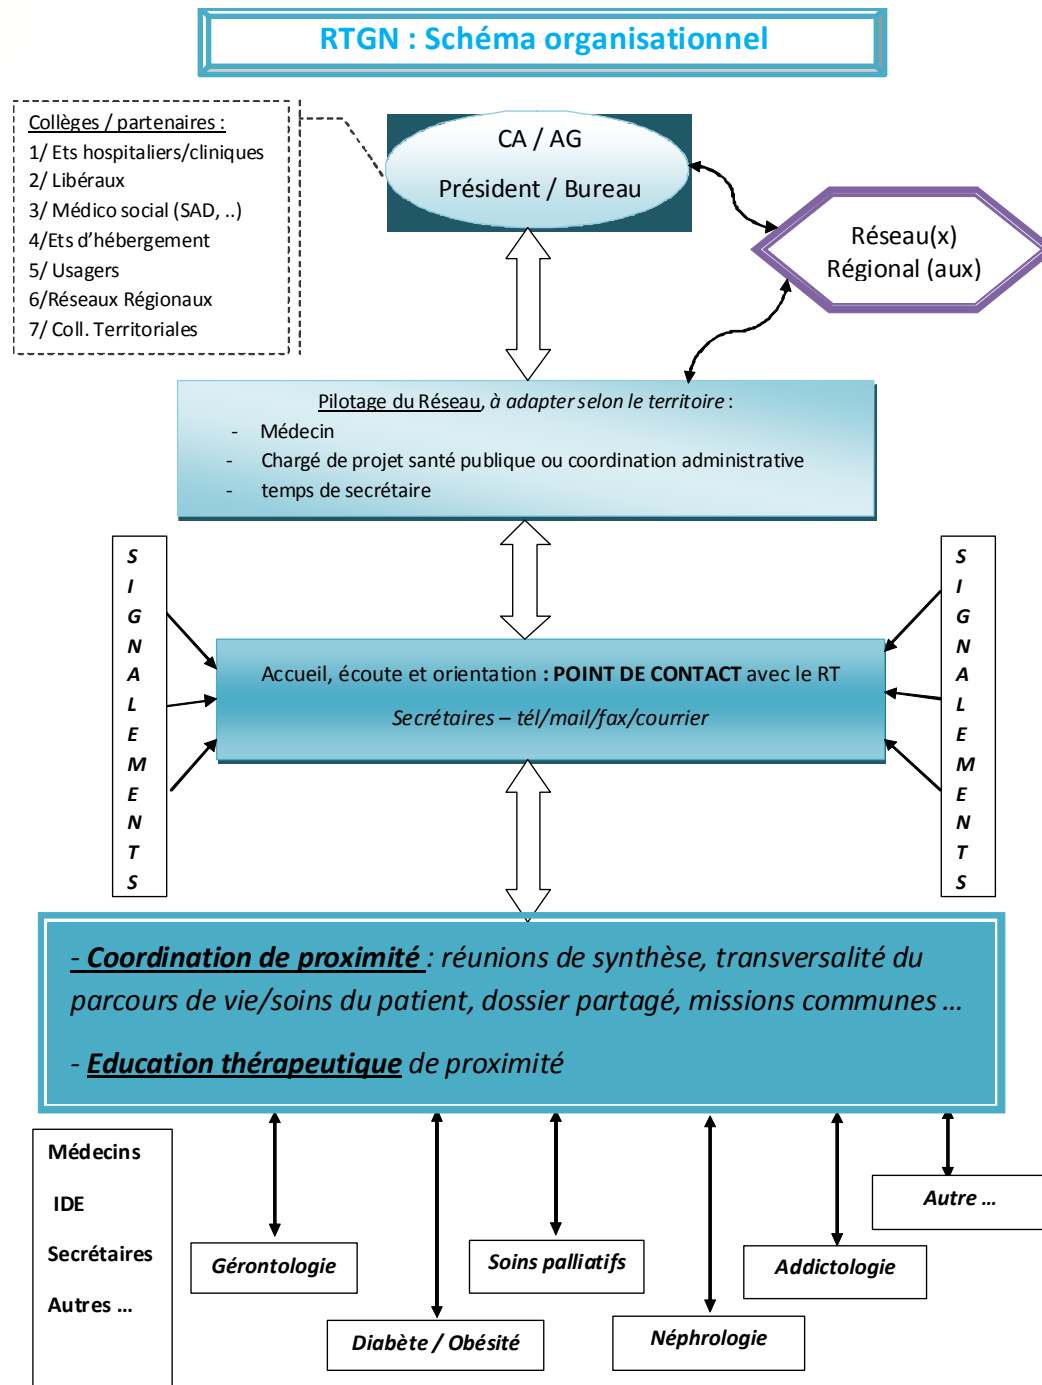 RTGN : Schéma organisationnel
Collèges / partenaires :
1/ Ets hospitaliers/cliniques
2/ Libéraux
3/ Médico social (SAD, ..)
4/Ets d'hébergement
5/ Usagers
6/Réseaux Régionaux
7/ Coll. Territoriales
CA / AG
Président / Bureau
Réseau(x)
Régional (aux)
Pilotage du Réseau, à adapter selon le territoire :
- Médecin
- Chargé de projet santé publique ou coordination administrative
- temps de secrétaire
S
I
G
N
A
L
E
M
E
N
T
S
Accueil, écoute et orientation : POINT DE CONTACT avec le RT
Secrétaires – tél/mail/fax/courrier
S
I
G
N
A
L
E
M
E
N
T
S
- Coordination de proximité : réunions de synthèse, transversalité du
parcours de vie/soins du patient, dossier partagé, missions communes ...
- Education thérapeutique de proximité
Médecins
IDE
Secrétaires
Autres ...
Gérontologie
Diabète / Obésité
Soins palliatifs
Néphrologie
Addictologie
Autre ...